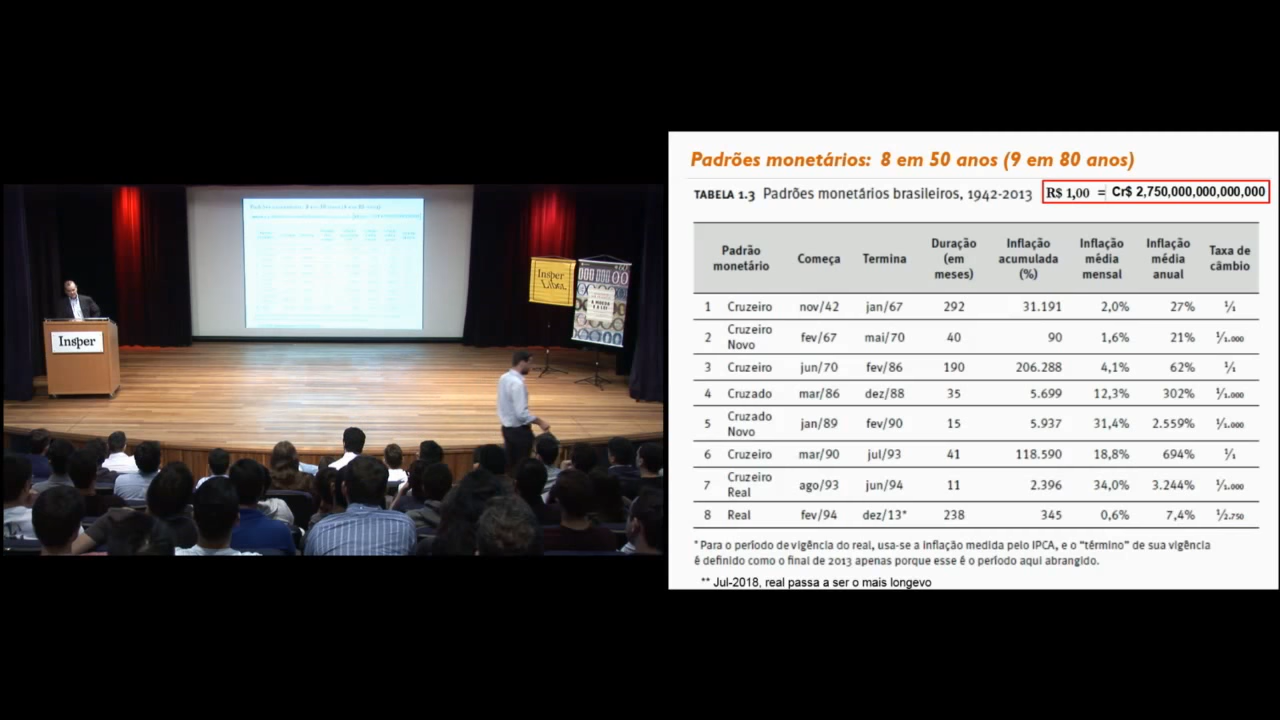 Padrões monetários: 8 em 50 anos (9 em 80 anos)
TABELA 1.3 Padrões monetários brasileiros, 1942-2013
R$ 1,00 = Cr$ 2,750,000,000,000,000
Padrão monetário Começa Termina Duração (em meses) Inflação acumulada (%) Inflação média mensal Inflação média anual Taxa de câmbio
1 Cruzeiro nov/42 jan/67 292 31.191 2,0% 27% 1/1
2 Cruzeiro Novo fev/67 mai/70 40 90 1,6% 21% 1/1.000
3 Cruzeiro jun/70 fev/86 190 206.288 4,1% 62% 1/1
4 Cruzado mar/86 dez/88 35 5.699 12,3% 302% 1/1.000
5 Cruzado Novo jan/89 fev/90 15 5.937 31,4% 2.559% 1/1.000
6 Cruzeiro mar/90 jul/93 41 118.590 18,8% 694% 1/1
7 Cruzeiro Real ago/93 jun/94 11 2.396 34,0% 3.244% 1/1.000
8 Real fev/94 dez/13* 238 345 0,6% 7,4% 1/2.750
* Para o período de vigência do real, usa-se a inflação medida pelo IPCA, e o “término” de sua vigência
é definido como o final de 2013 apenas porque esse é o período aqui abrangido.
** Jul-2018, real passa a ser o mais longevo
Insper
Insper